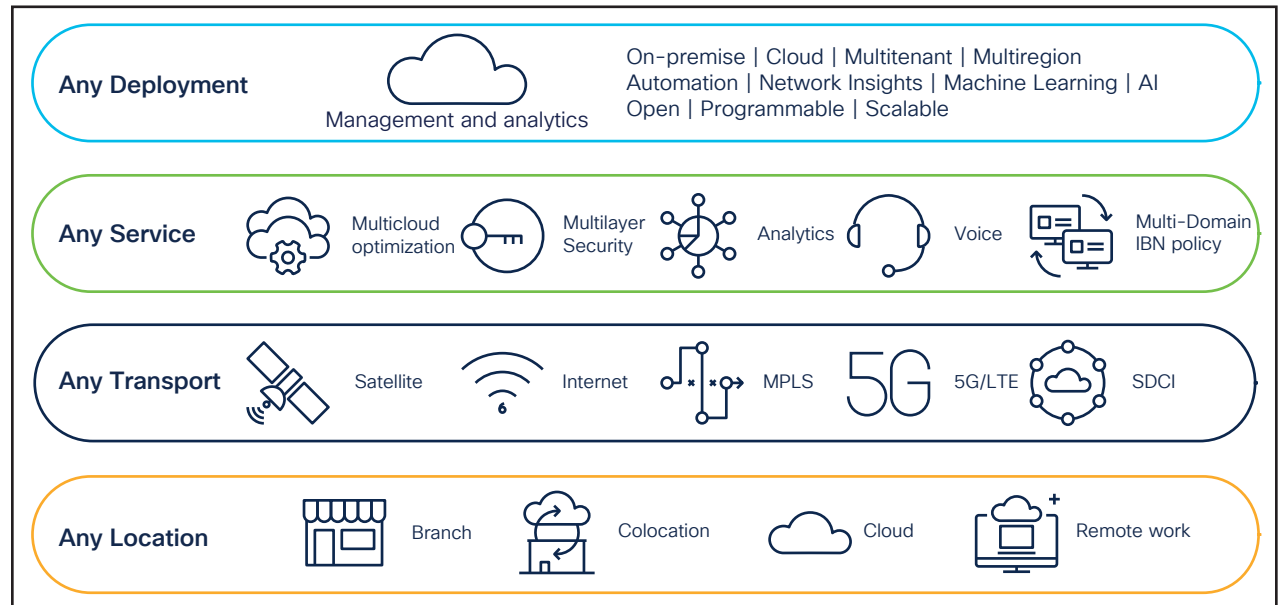 Any Deployment
Management and analytics
On-premise | Cloud | Multitenant | Multiregion
Automation | Network Insights | Machine Learning | AI
Open | Programmable | Scalable
Any Service
Multicloud
optimization
Multilayer
Security
Analytics
Voice
Multi-Domain
IBN policy
Any Transport
Satellite
6
Internet
MPLS
5G
5G/LTE
SDCI
Any Location
Branch
Colocation
Cloud
Remote work